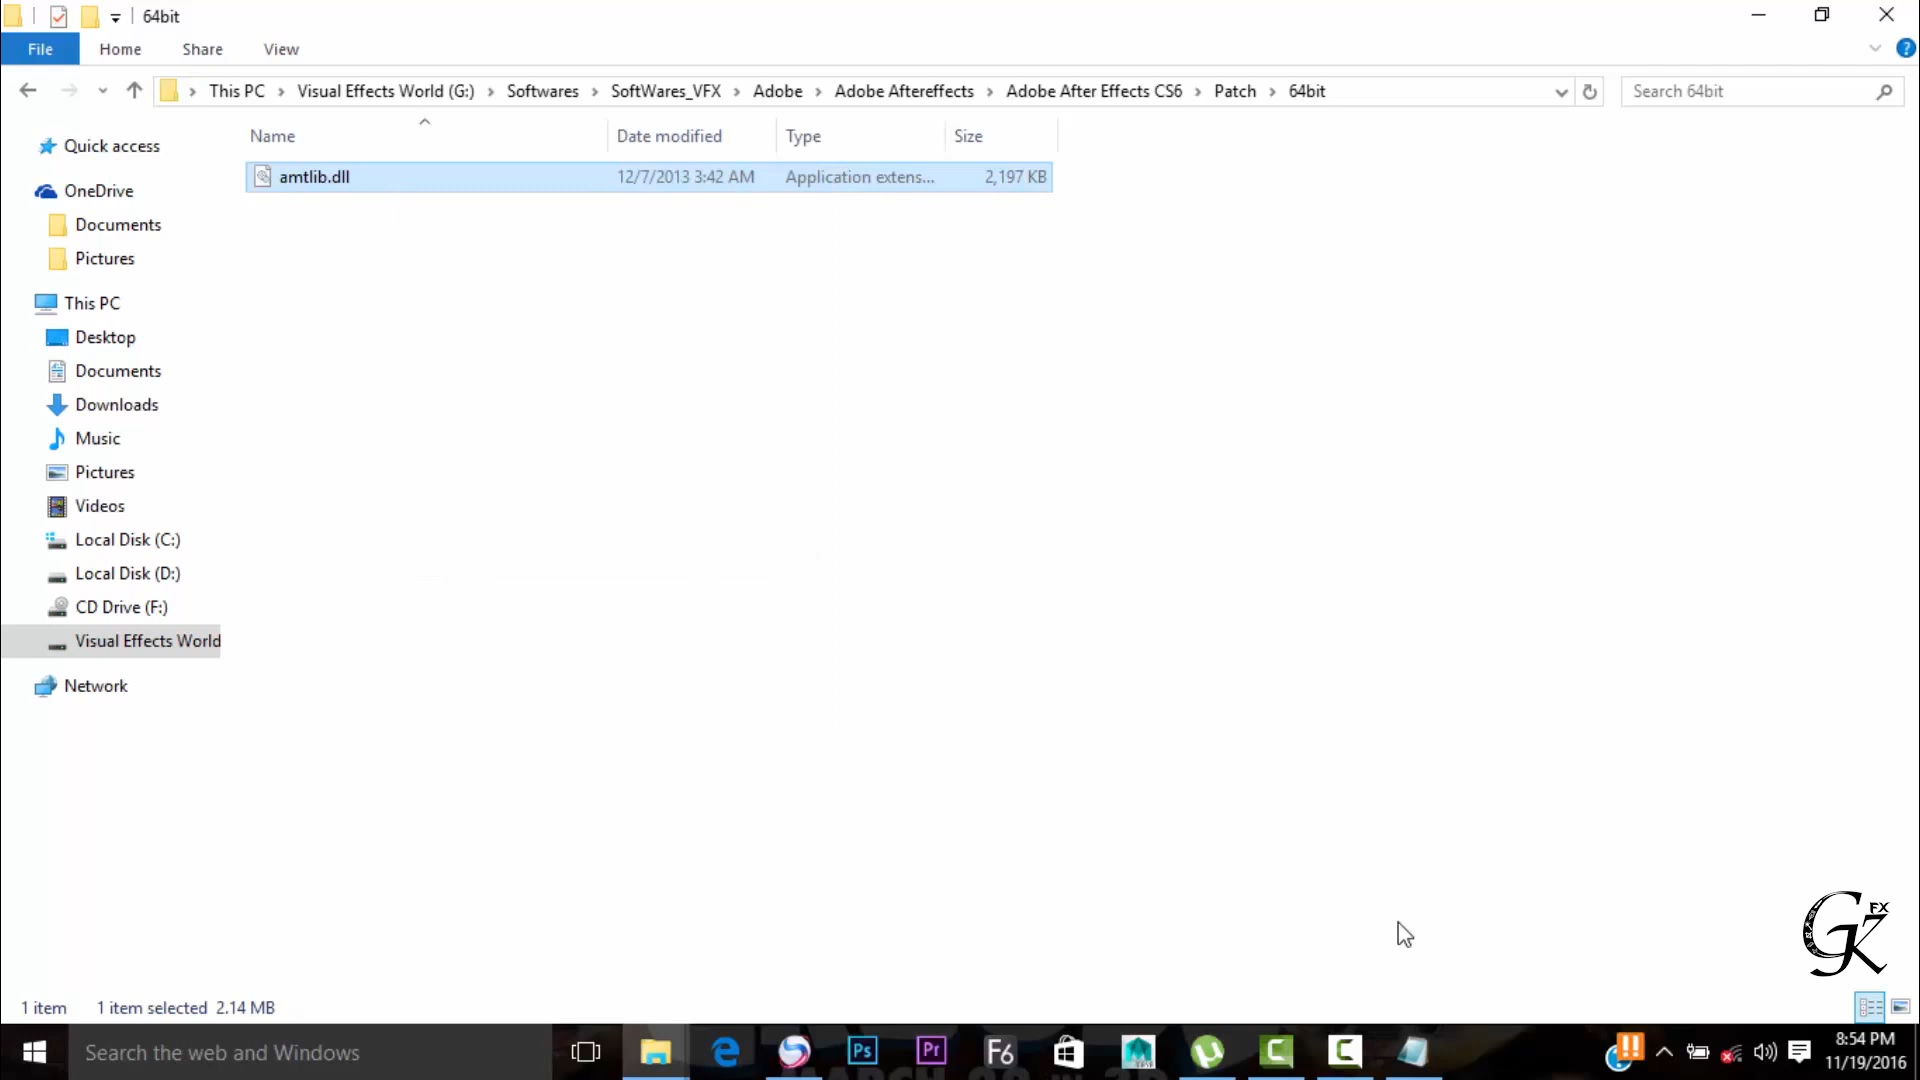 64bit
File Home Share View
This PC Visual Effects World (G:) Softwares SoftWares_VFX Adobe Adobe Aftereffects Adobe After Effects CS6 Patch 64bit
Search 64bit
Name Date modified Type Size
amtlib.dll 12/7/2013 3:42 AM Application extens... 2,197 KB
Quick access
OneDrive
Documents
Pictures
This PC
Desktop
Documents
Downloads
Music
Pictures
Videos
Local Disk (C:)
Local Disk (D:)
CD Drive (F:)
Visual Effects World
Network
GK FX
1 item 1 item selected 2.14 MB
Search the web and Windows
Ps
Pr
F6
8:54 PM
11/19/2016